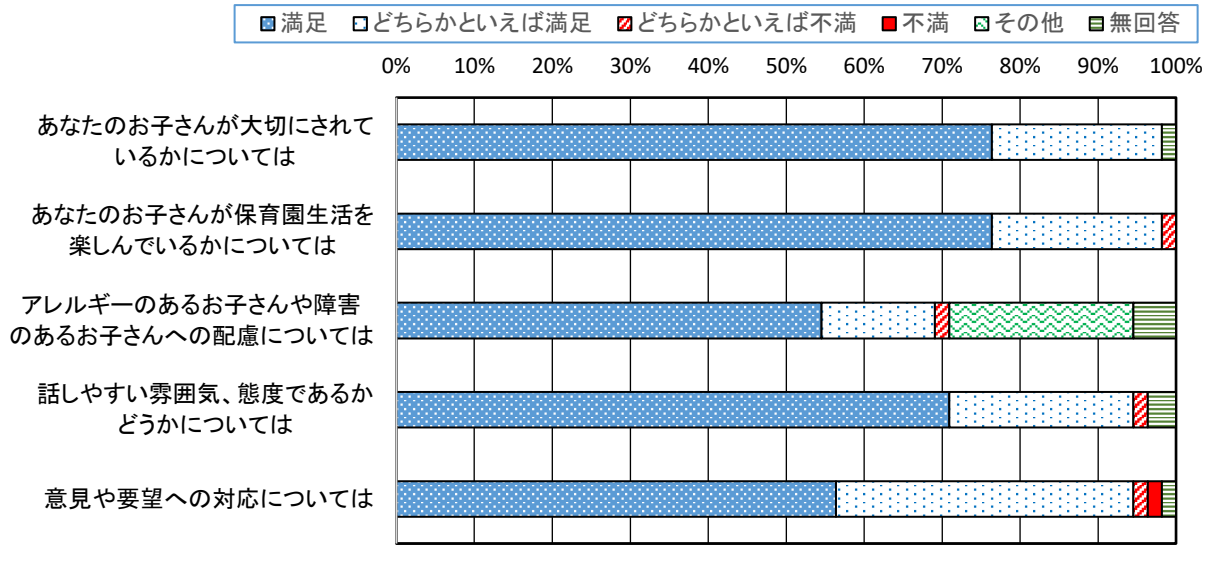 満足 どちらかといえば満足 どちらかといえば不満 不満 その他 無回答
0% 10% 20% 30% 40% 50% 60% 70% 80% 90% 100%
あなたのお子さんが大切にされて
いるかについては
あなたのお子さんが保育園生活を
楽しんでいるかについては
アレルギーのあるお子さんや障害
のあるお子さんへの配慮については
話しやすい雰囲気、態度であるか
どうかについては
意見や要望への対応については